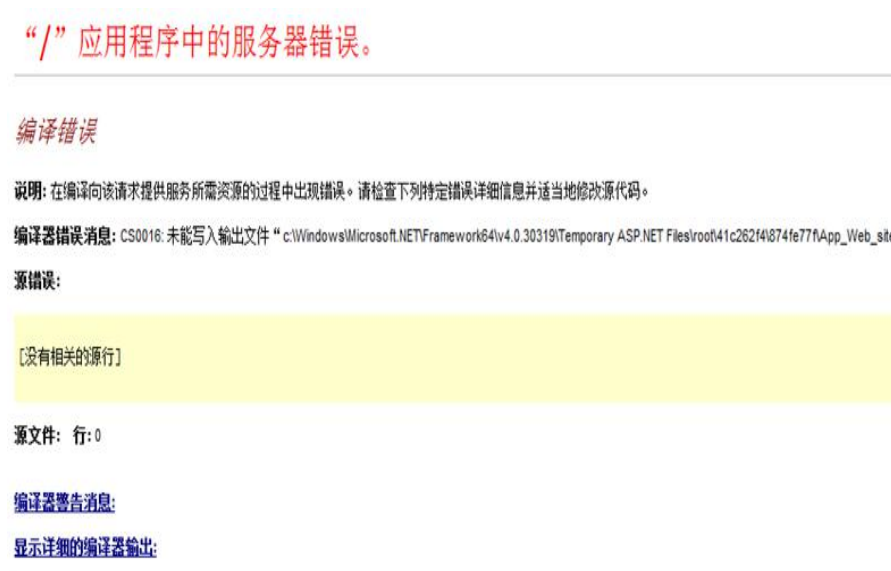 “/”应用程序中的服务器错误。
编译错误
说明: 在编译向该请求提供服务所需资源的过程中出现错误。请检查下列特定错误详细信息并适当地修改源代码。
编译器错误消息: CS0016: 未能写入输出文件“c:\Windows\Microsoft.NET\Framework64\v4.0.30319\Temporary ASP.NET Files\root\41c262f4\874fe77f\App_Web_site
源错误:
[没有相关的源行]
源文件: 行: 0
编译器警告消息:
显示详细的编译器输出: